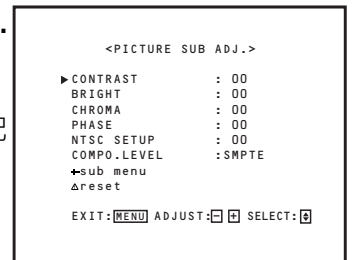 <PICTURE SUB ADJ.>
▶CONTRAST : 00
BRIGHT : 00
CHROMA : 00
PHASE : 00
NTSC SETUP : 00
COMPO.LEVEL :SMPTE
+sub menu
△reset
EXIT:MENU ADJUST:- + SELECT:♦